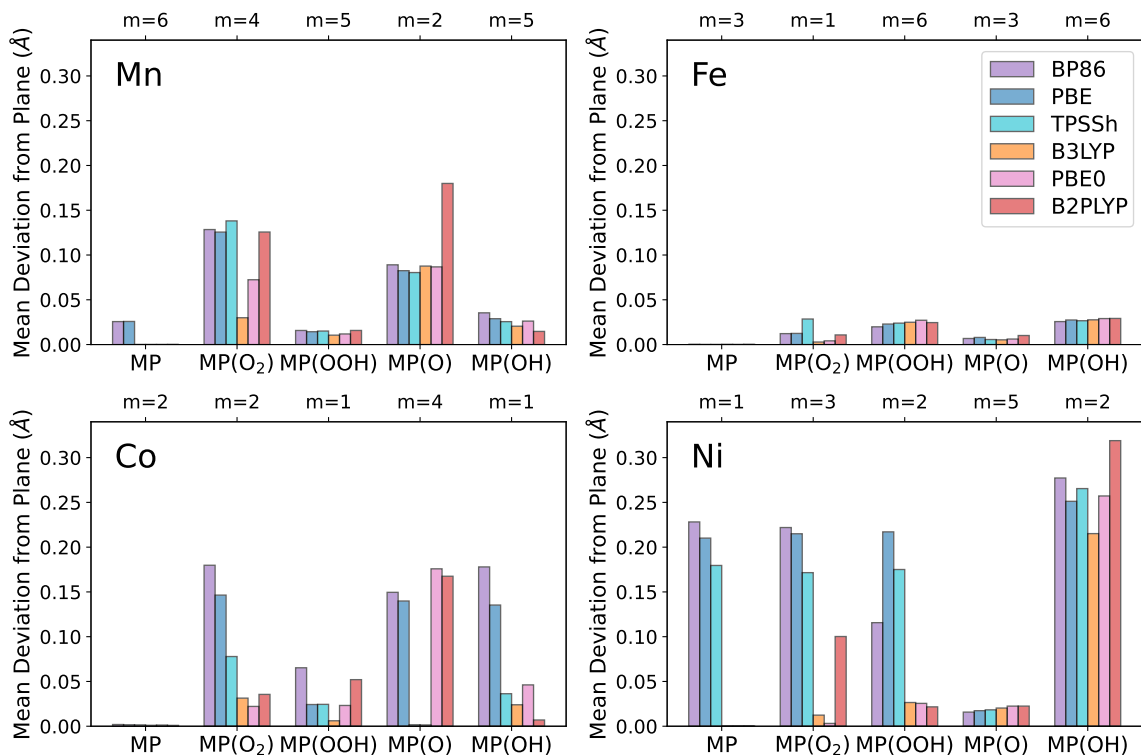 m=6 m=4 m=5 m=2 m=5
Mean Deviation from Plane (Å)
0.30
0.25
0.20
0.15
0.10
0.05
0.00
Mn
MP MP(O₂) MP(OOH) MP(O) MP(OH)
m=3 m=1 m=6 m=3 m=6
Mean Deviation from Plane (Å)
0.30
0.25
0.20
0.15
0.10
0.05
0.00
Fe
BP86
PBE
TPSSh
B3LYP
PBE0
B2PLYP
MP MP(O₂) MP(OOH) MP(O) MP(OH)
m=2 m=2 m=1 m=4 m=1
Mean Deviation from Plane (Å)
0.30
0.25
0.20
0.15
0.10
0.05
0.00
Co
MP MP(O₂) MP(OOH) MP(O) MP(OH)
m=1 m=3 m=2 m=5 m=2
Mean Deviation from Plane (Å)
0.30
0.25
0.20
0.15
0.10
0.05
0.00
Ni
MP MP(O₂) MP(OOH) MP(O) MP(OH)